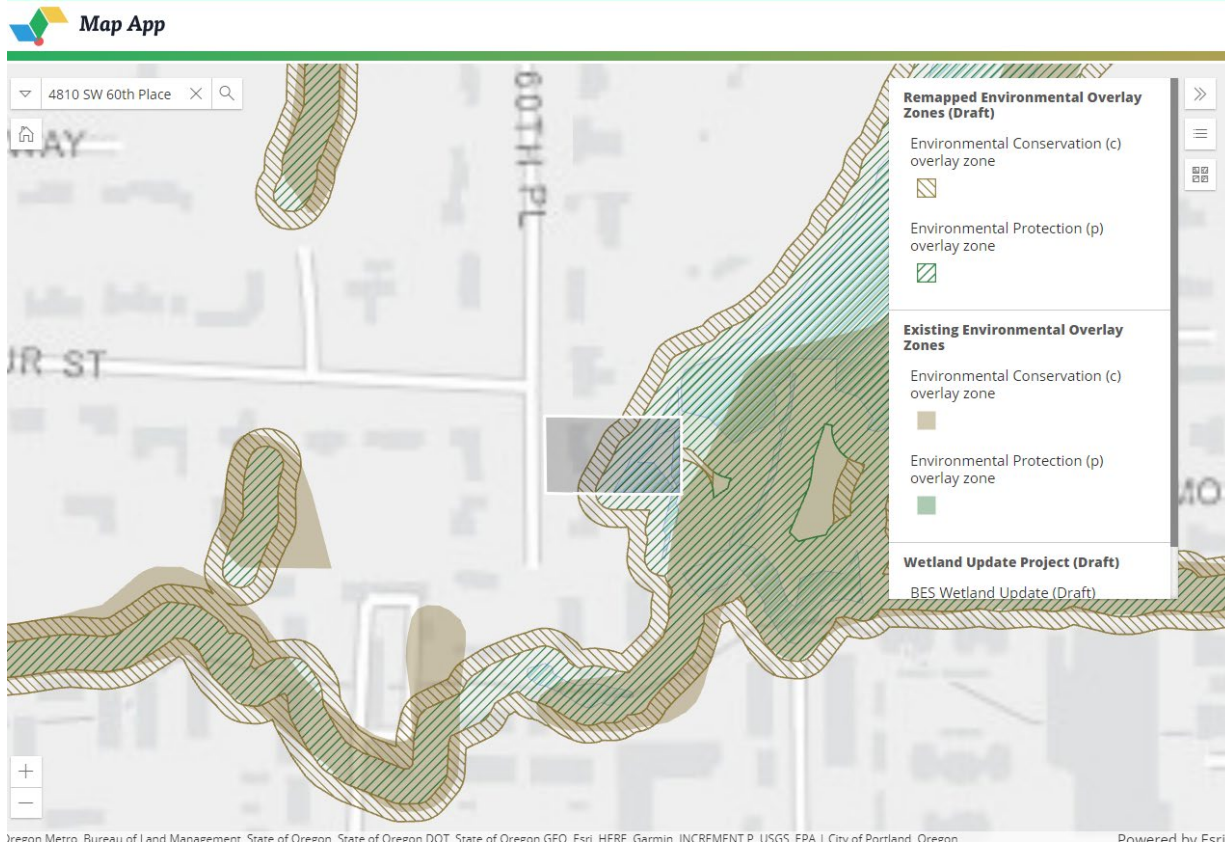 Map App
4810 SW 60th Place
WAY
60TH PL
UR ST
MO
Remapped Environmental Overlay
Zones (Draft)
Environmental Conservation (c)
overlay zone
Environmental Protection (p)
overlay zone
Existing Environmental Overlay
Zones
Environmental Conservation (c)
overlay zone
Environmental Protection (p)
overlay zone
Wetland Update Project (Draft)
BES Wetland Update (Draft)
Oregon Metro, Bureau of Land Management, State of Oregon, State of Oregon DOT, State of Oregon GEO, Esri, HERE, Garmin, INCREMENT P, USGS, EPA | City of Portland, Oregon
Powered by Esri